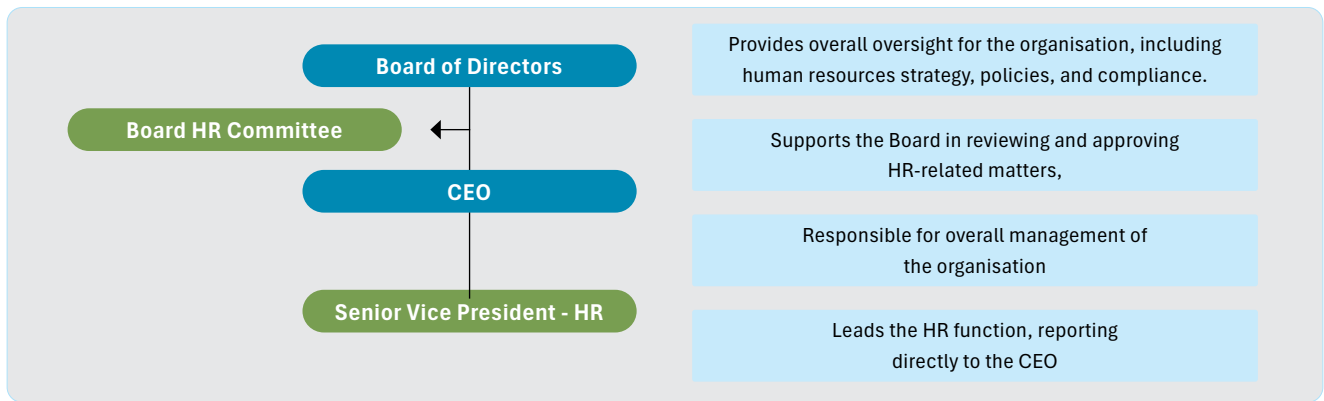 Board of Directors
Provides overall oversight for the organisation, including
human resources strategy, policies, and compliance.
Board HR Committee
Supports the Board in reviewing and approving
HR-related matters,
CEO
Responsible for overall management of
the organisation
Senior Vice President - HR
Leads the HR function, reporting
directly to the CEO